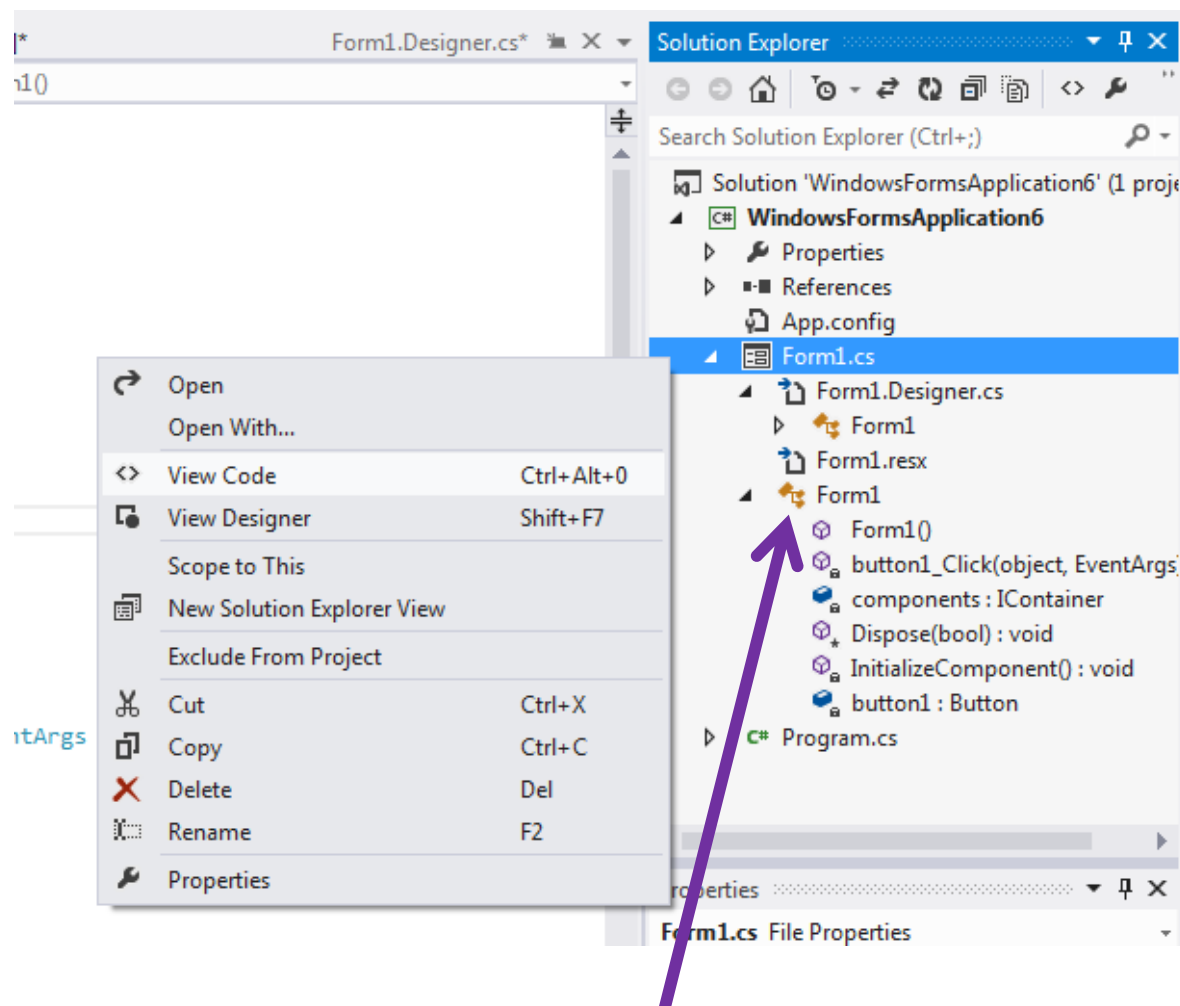 ]*
Form1.Designer.cs*
m1()
Solution Explorer
Search Solution Explorer (Ctrl+;)
Solution 'WindowsFormsApplication6' (1 proje
C# WindowsFormsApplication6
Properties
References
App.config
Form1.cs
Form1.Designer.cs
Form1
Form1.resx
Form1
Form1()
button1_Click(object, EventArgs)
components : IContainer
Dispose(bool) : void
InitializeComponent() : void
button1 : Button
C# Program.cs
Open
Open With...
View Code Ctrl+Alt+0
View Designer Shift+F7
Scope to This
New Solution Explorer View
Exclude From Project
Cut Ctrl+X
Copy Ctrl+C
Delete Del
Rename F2
Properties
ntArgs
roperties
Form1.cs File Properties